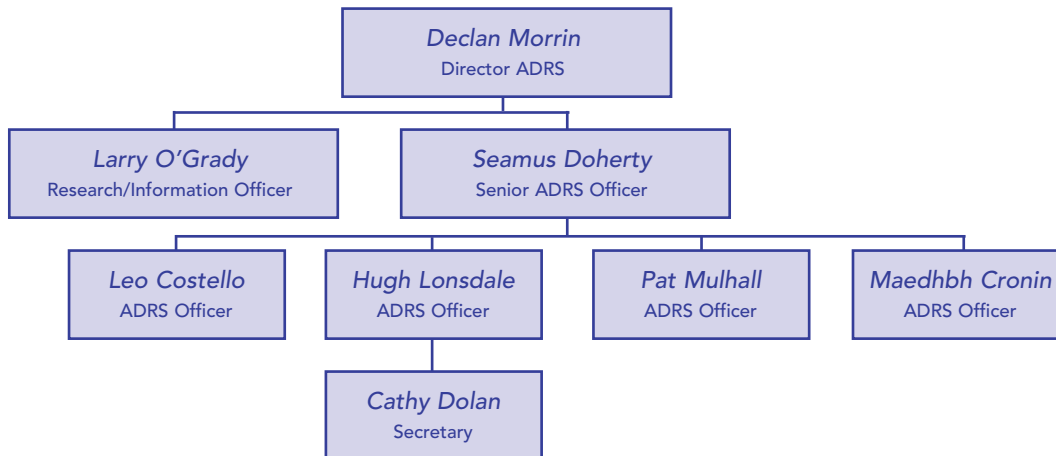 Declan Morrin
Director ADRS
Larry O'Grady
Research/Information Officer
Seamus Doherty
Senior ADRS Officer
Leo Costello
ADRS Officer
Hugh Lonsdale
ADRS Officer
Pat Mulhall
ADRS Officer
Maedhbh Cronin
ADRS Officer
Cathy Dolan
Secretary